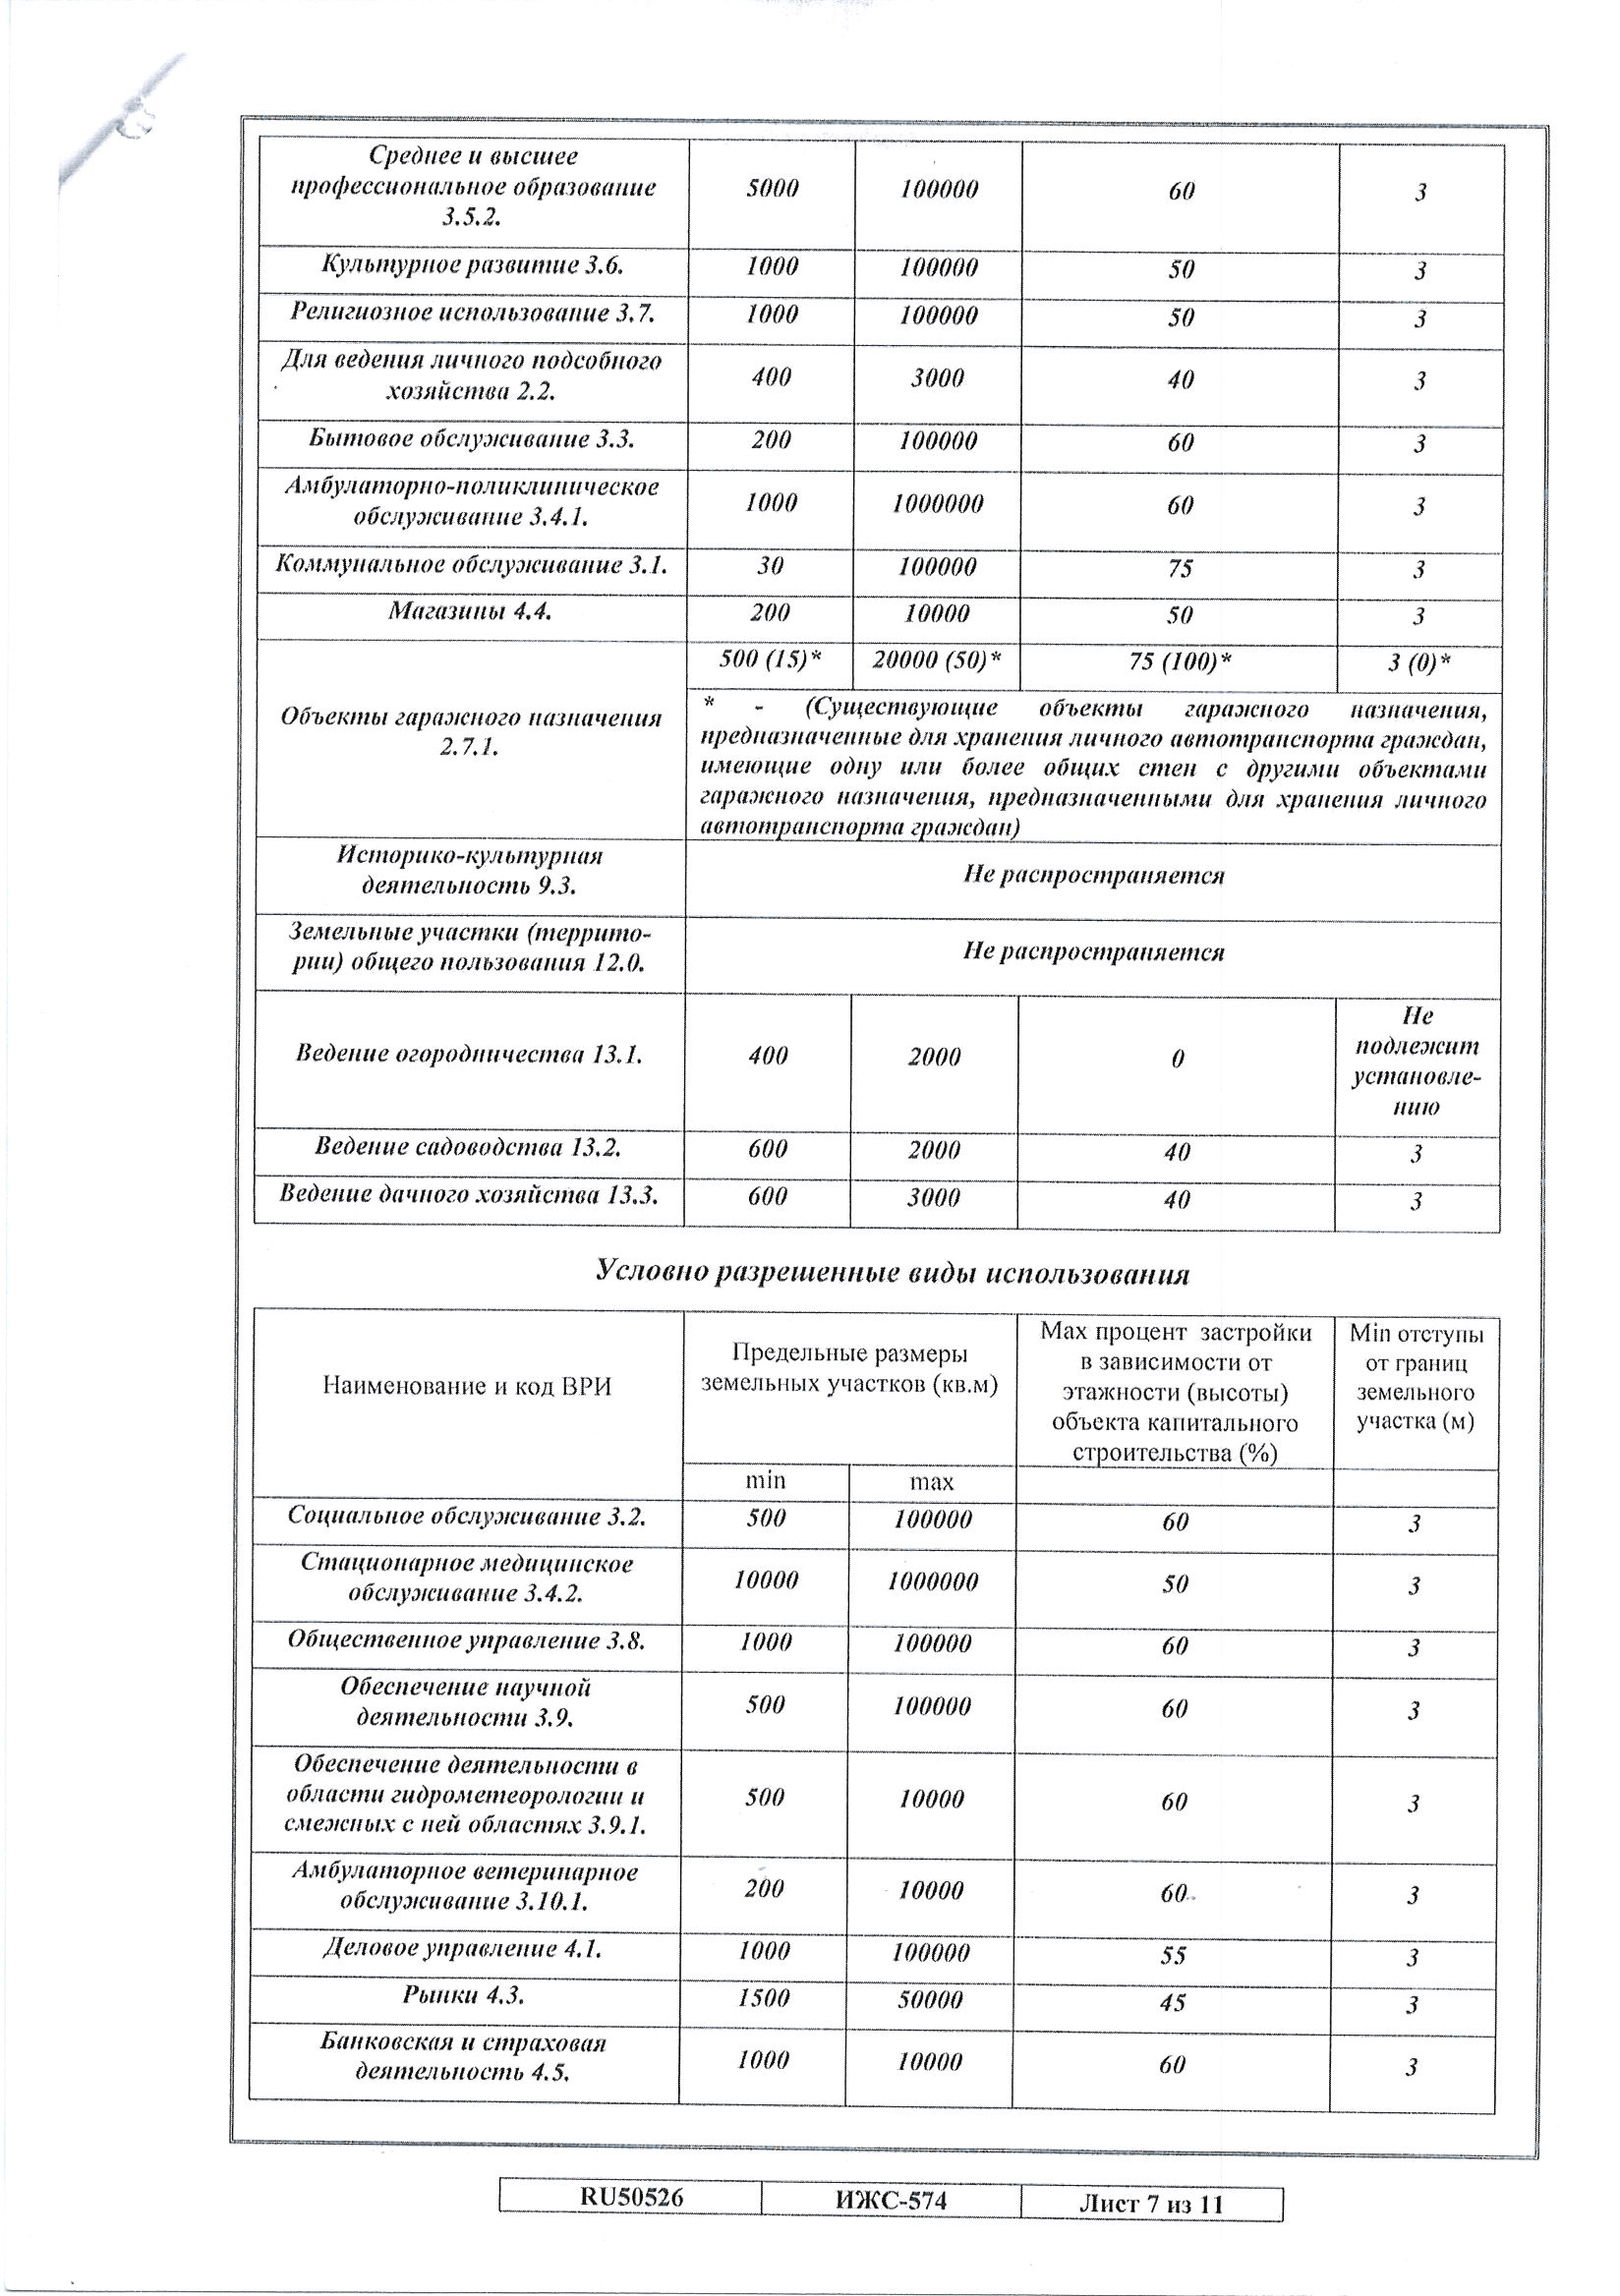 Среднее и высшее
профессиональное образование
3.5.2.
5000
100000
60
3
Культурное развитие 3.6.
1000
100000
50
3
Религиозное использование 3.7.
1000
100000
50
3
Для ведения личного подсобного
хозяйства 2.2.
400
3000
40
3
Бытовое обслуживание 3.3.
200
100000
60
3
Амбулаторно-поликлиническое
обслуживание 3.4.1.
1000
1000000
60
3
Коммунальное обслуживание 3.1.
30
100000
75
3
Магазины 4.4.
200
10000
50
3
Объекты гаражного назначения
2.7.1.
500 (15)*
20000 (50)*
75 (100)*
3 (0)*
* - (Существующие объекты гаражного назначения,
предназначенные для хранения личного автотранспорта граждан,
имеющие одну или более общих стен с другими объектами
гаражного назначения, предназначенными для хранения личного
автотранспорта граждан)
Историко-культурная
деятельность 9.3.
Не распространяется
Земельные участки (террито-
рии) общего пользования 12.0.
Не распространяется
Ведение огородничества 13.1.
400
2000
0
Не
подлежит
установле-
нию
Ведение садоводства 13.2.
600
2000
40
3
Ведение дачного хозяйства 13.3.
600
3000
40
3
Условно разрешенные виды использования
Наименование и код ВРИ
Предельные размеры
земельных участков (кв.м)
Max процент застройки
в зависимости от
этажности (высоты)
объекта капитального
строительства (%)
Min отступы
от границ
земельного
участка (м)
min
max
Социальное обслуживание 3.2.
500
100000
60
3
Стационарное медицинское
обслуживание 3.4.2.
10000
1000000
50
3
Общественное управление 3.8.
1000
100000
60
3
Обеспечение научной
деятельности 3.9.
500
100000
60
3
Обеспечение деятельности в
области гидрометеорологии и
смежных с ней областях 3.9.1.
500
10000
60
3
Амбулаторное ветеринарное
обслуживание 3.10.1.
200
10000
60
3
Деловое управление 4.1.
1000
100000
55
3
Рынки 4.3.
1500
50000
45
3
Банковская и страховая
деятельность 4.5.
1000
10000
60
3
RU50526
ИЖС-574
Лист 7 из 11